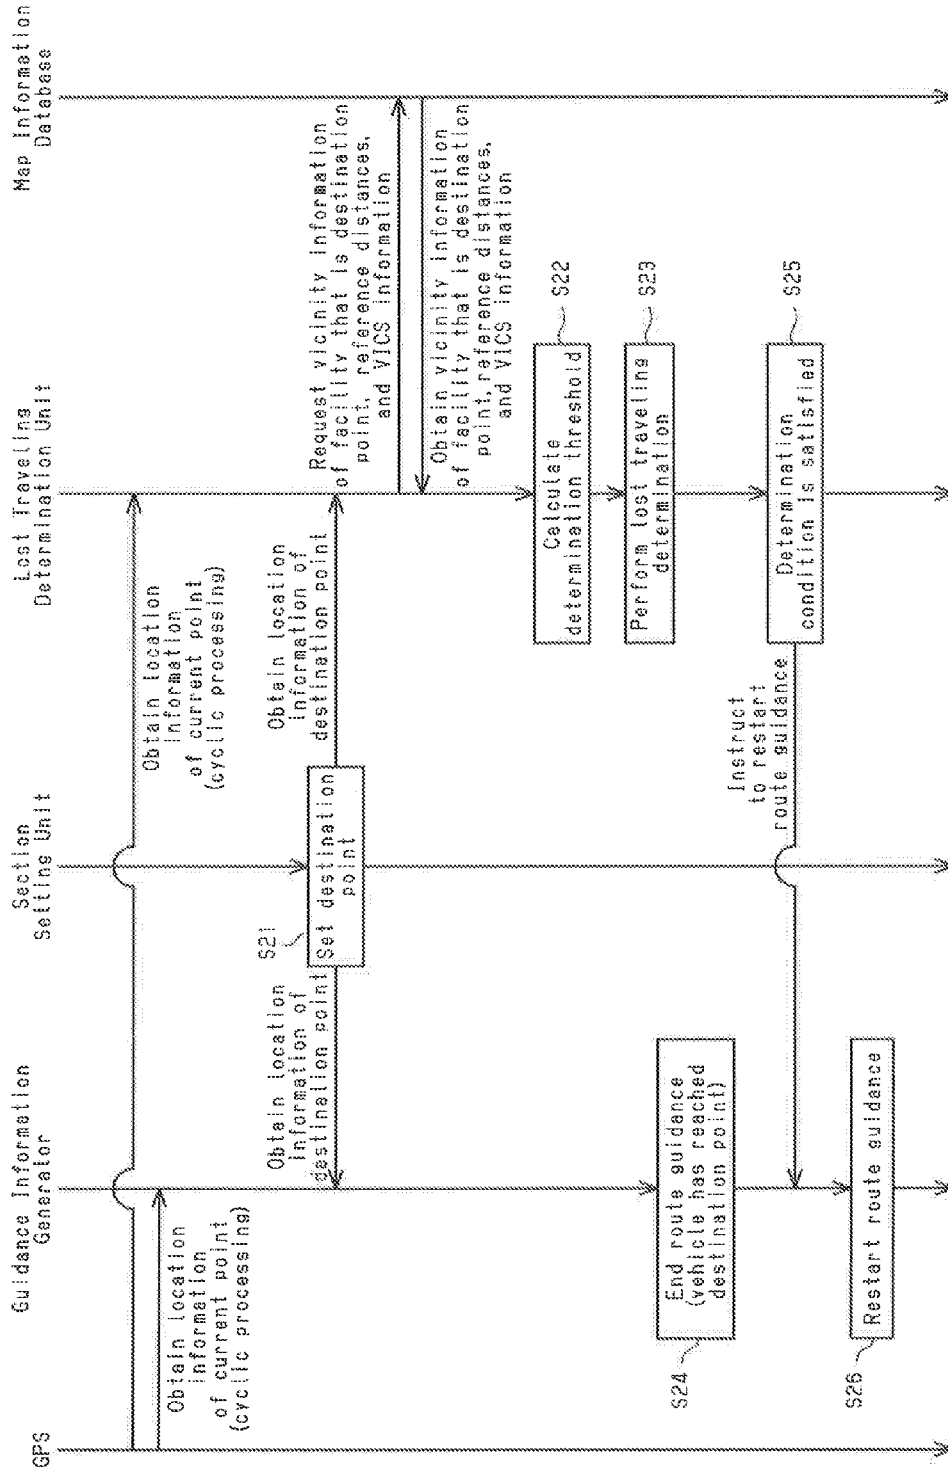 GPS
Guidance Information
Generator
Section
Setting Unit
Lost Traveling
Determination Unit
Map Information
Database
Obtain location
information
of current point
(cyclic processing)
Obtain location
information
of current point
(cyclic processing)
S21
Set destination
point
Obtain location
information of
destination point
Obtain location
information of
destination point
Request vicinity information
of facility that is destination
point, reference distances,
and VICS information
Obtain vicinity information
of facility that is destination
point, reference distances,
and VICS information
Calculate
determination threshold
S22
Perform lost traveling
determination
S23
End route guidance
(vehicle has reached
destination point)
S24
Determination
condition is satisfied
S25
Instruct
to restart
route guidance
Restart route guidance
S26